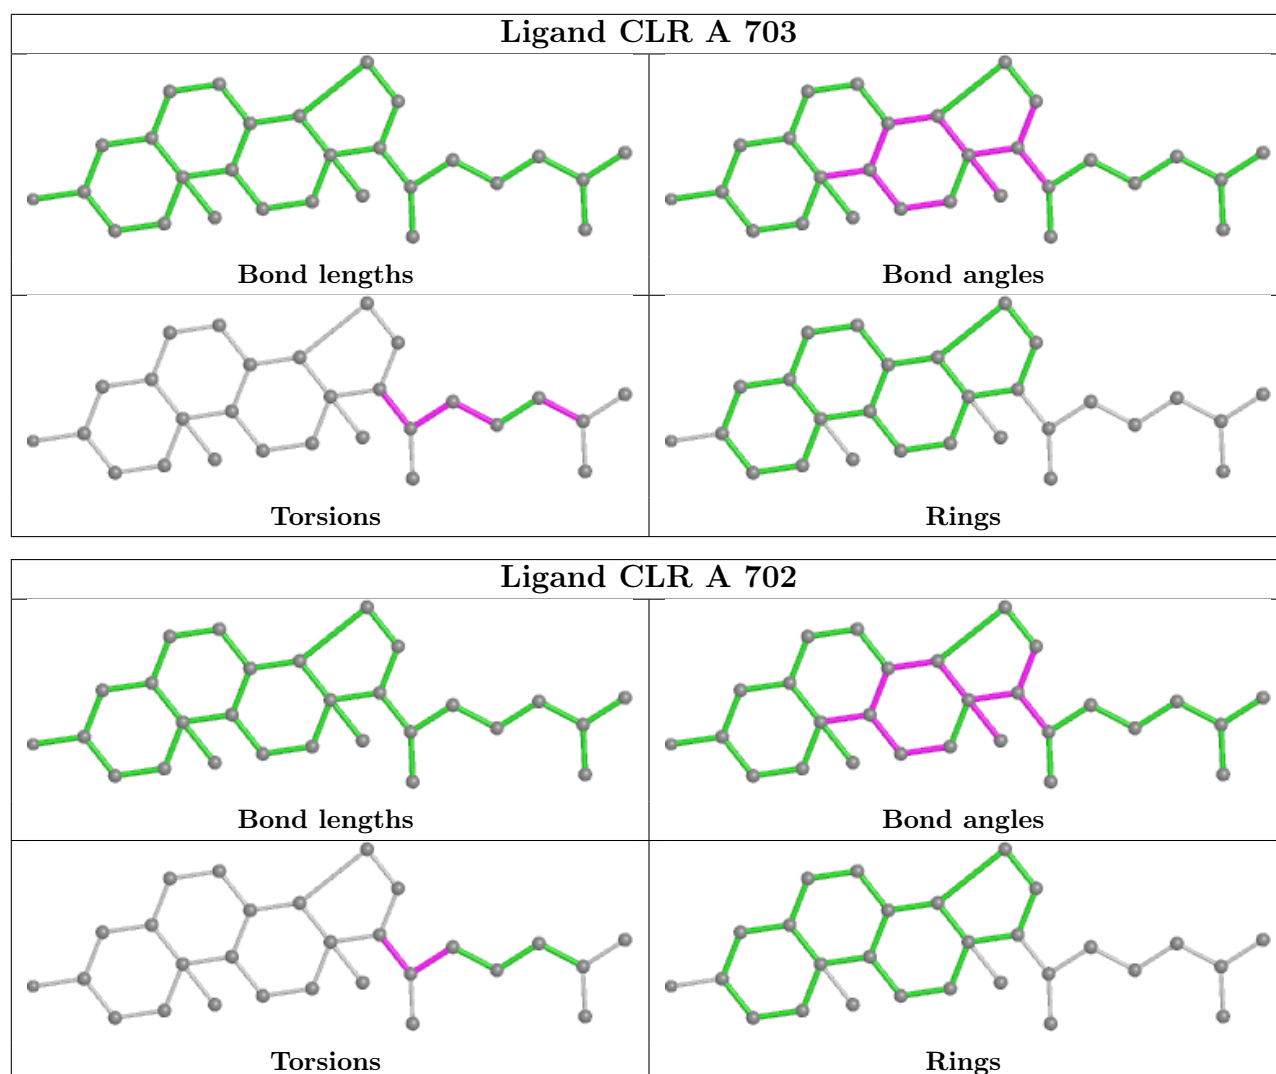 Ligand CLR A 703
Bond lengths
Bond angles
Torsions
Rings
Ligand CLR A 702
Bond lengths
Bond angles
Torsions
Rings